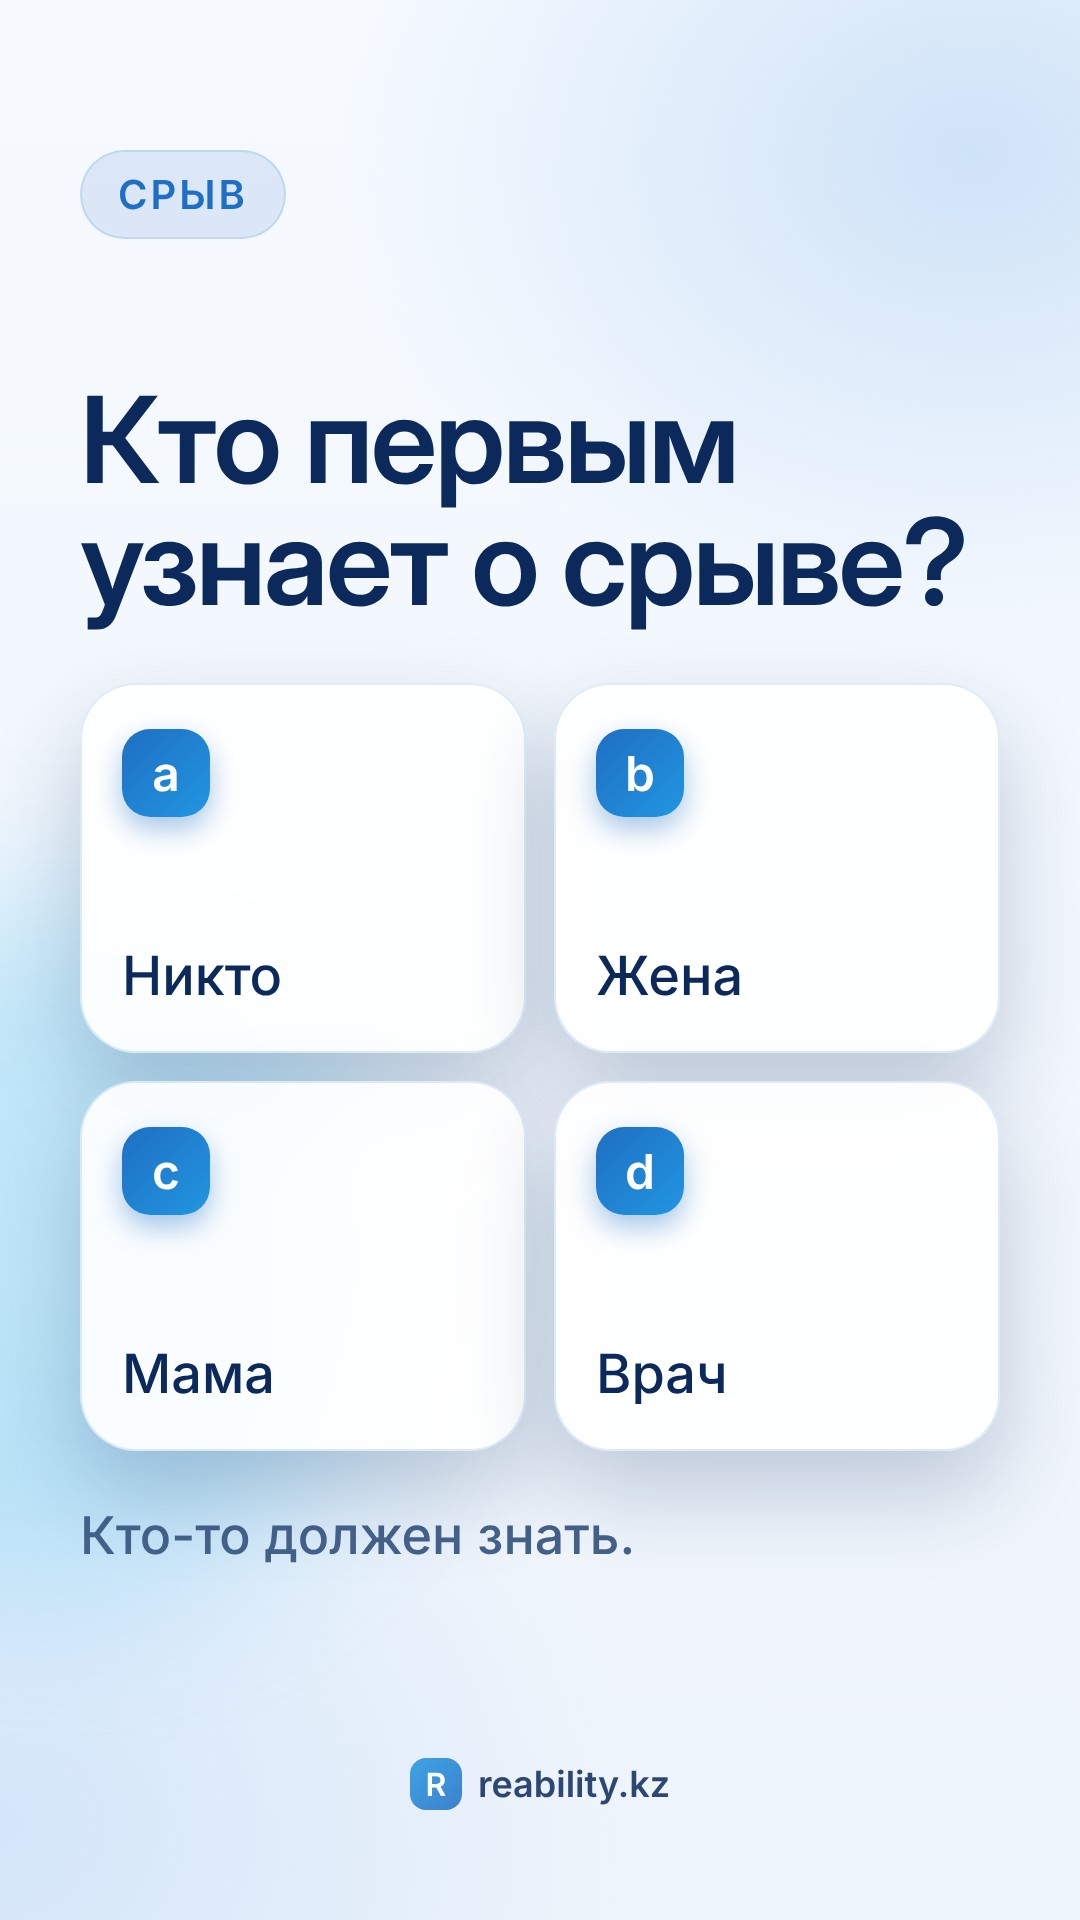 СРЫВ
Кто первым
узнает о срыве?
a
Никто
b
Жена
c
Мама
d
Врач
Кто-то должен знать.
R reability.kz